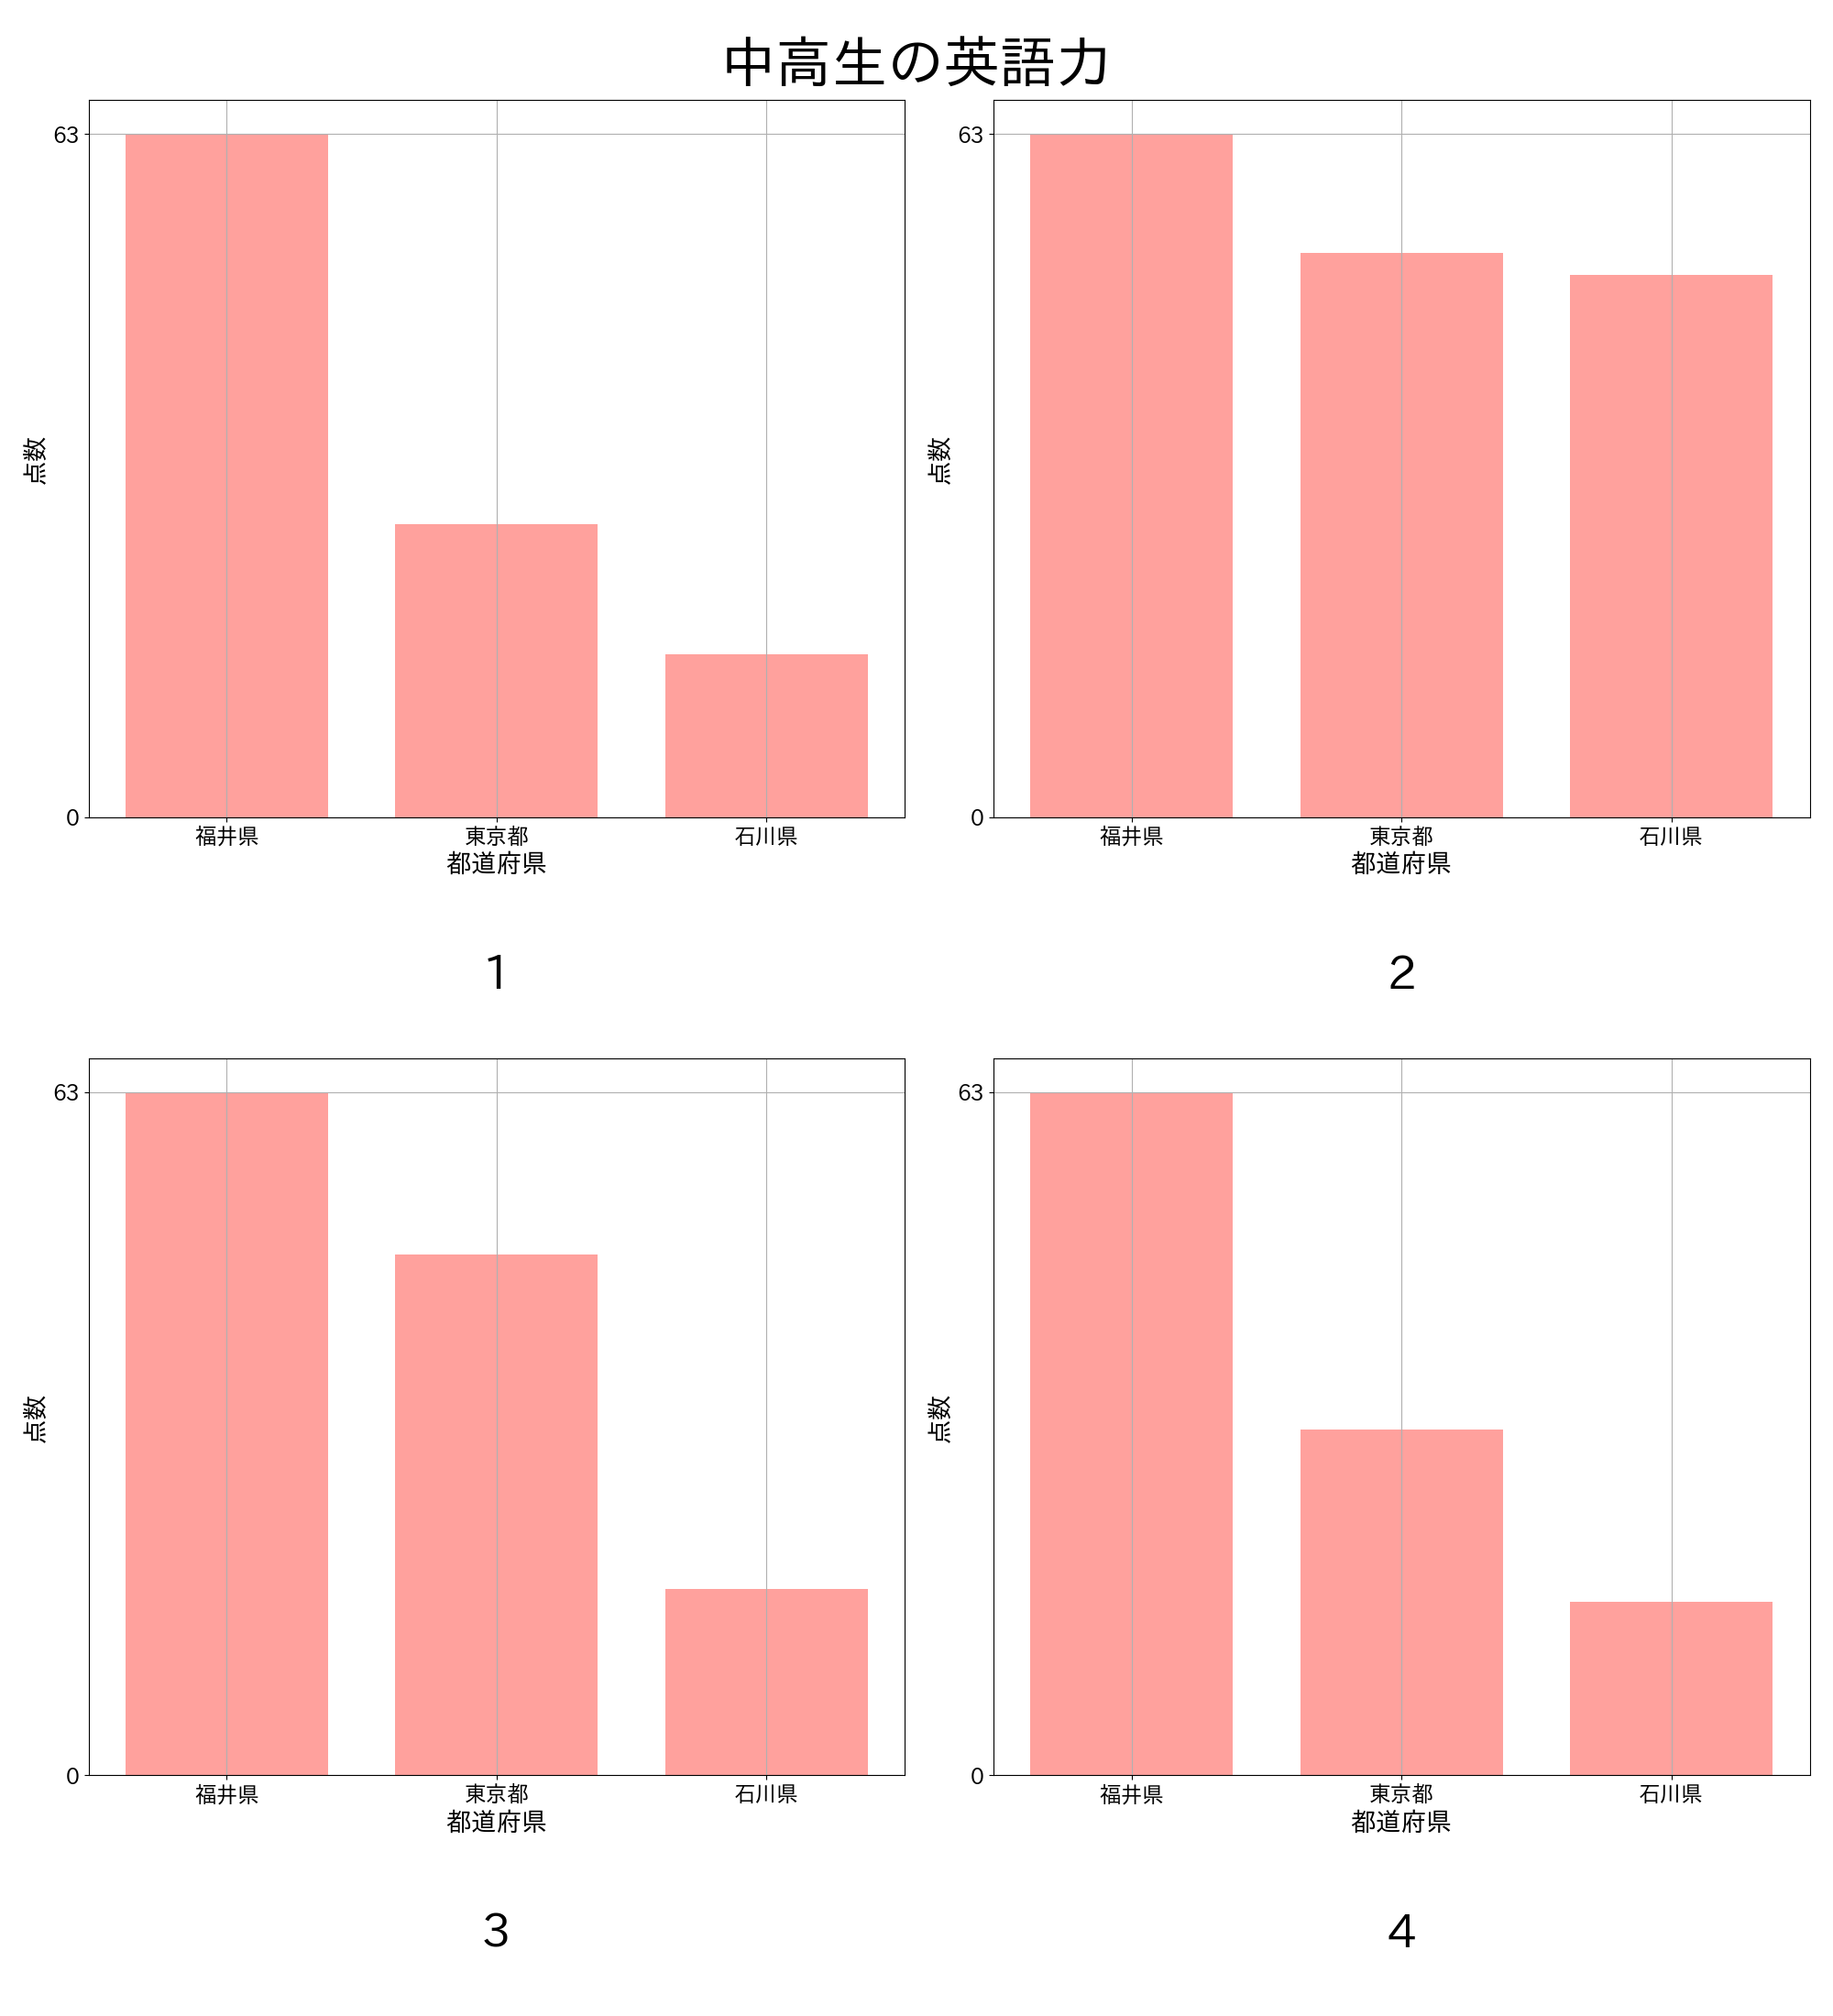 中高生の英語力
63
点数
0
福井県 東京都 石川県
都道府県
1
63
点数
0
福井県 東京都 石川県
都道府県
2
63
点数
0
福井県 東京都 石川県
都道府県
3
63
点数
0
福井県 東京都 石川県
都道府県
4